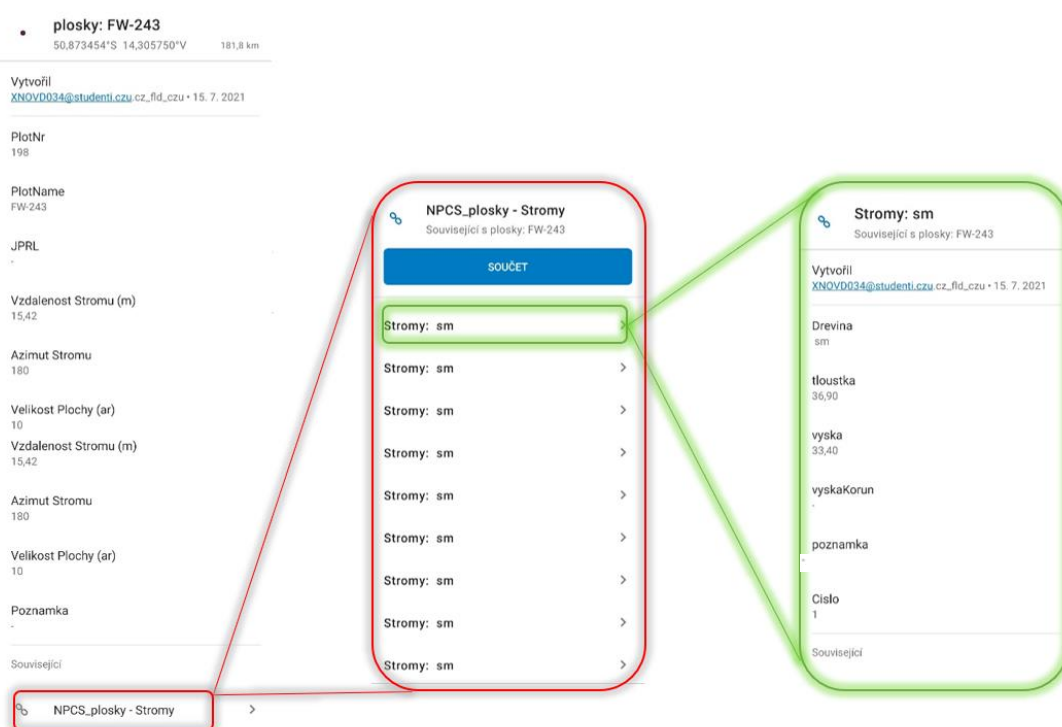 plosky: FW-243
50,873454°S 14,305750°V 181,8 km
Vytvořil
XNOVD034@studenti.czu.cz_fld_czu • 15. 7. 2021
PlotNr
198
PlotName
FW-243
JPRL
-
Vzdalenost Stromu (m)
15,42
Azimut Stromu
180
Velikost Plochy (ar)
10
Vzdalenost Stromu (m)
15,42
Azimut Stromu
180
Velikost Plochy (ar)
10
Poznamka
-
Související
NPCS_plosky - Stromy
NPCS_plosky - Stromy
Související s plosky: FW-243
SOUČET
Stromy: sm
Stromy: sm
Stromy: sm
Stromy: sm
Stromy: sm
Stromy: sm
Stromy: sm
Stromy: sm
Stromy: sm
Stromy: sm
Související s plosky: FW-243
Vytvořil
XNOVD034@studenti.czu.cz_fld_czu • 15. 7. 2021
Drevina
sm
tloustka
36,90
vyska
33,40
vyskaKorun
-
poznamka
-
Cislo
1
Související